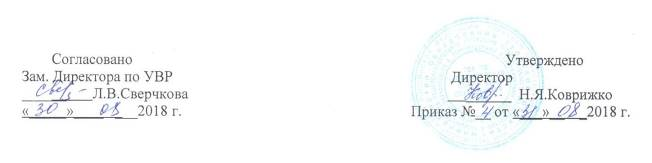 Согласовано
Зам. Директора по УВР
Л.В.Сверчкова
«30» 08 2018 г.
Утверждено
Директор
Н.Я.Коврижко
Приказ № 4 от «31» 08 2018 г.